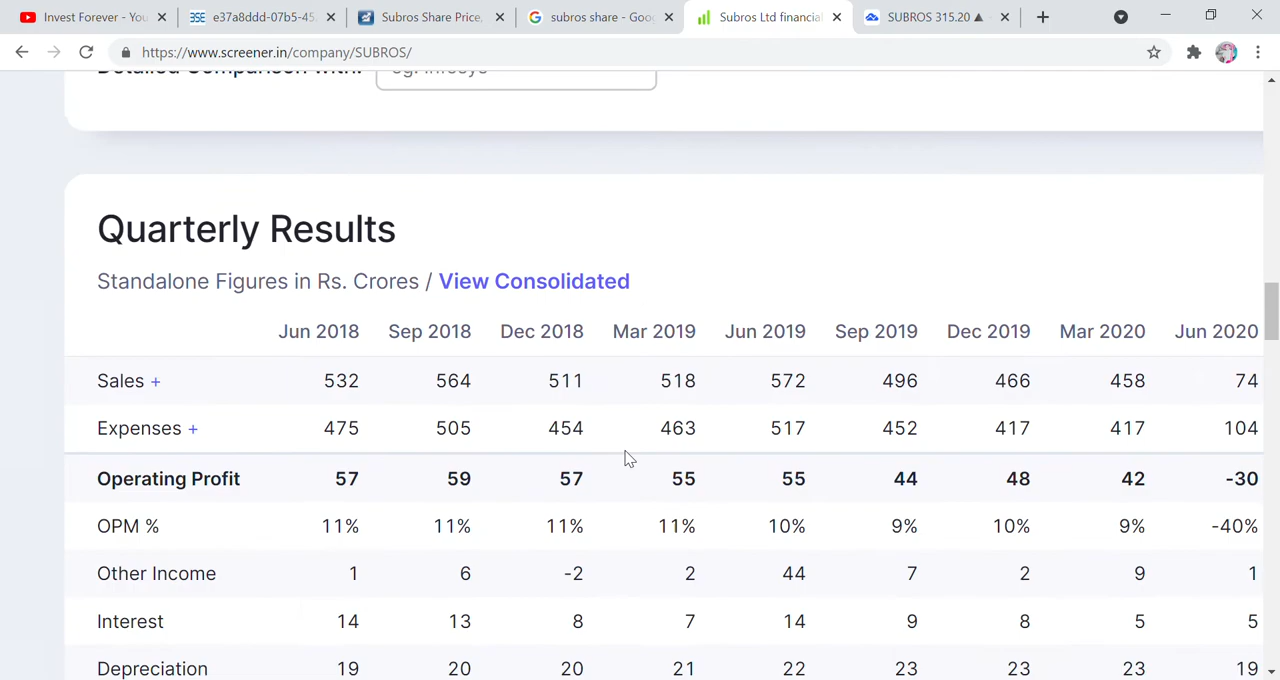 Invest Forever - You
e37a8ddd-07b5-45
Subros Share Price,
subros share - Goo
Subros Ltd financial
SUBROS 315.20 ▲
https://www.screener.in/company/SUBROS/
Detailed Comparison with:
eg. Infosys
Quarterly Results
Standalone Figures in Rs. Crores / View Consolidated
Jun 2018 Sep 2018 Dec 2018 Mar 2019 Jun 2019 Sep 2019 Dec 2019 Mar 2020 Jun 2020
Sales + 532 564 511 518 572 496 466 458 74
Expenses + 475 505 454 463 517 452 417 417 104
Operating Profit 57 59 57 55 55 44 48 42 -30
OPM % 11% 11% 11% 11% 10% 9% 10% 9% -40%
Other Income 1 6 -2 2 44 7 2 9 1
Interest 14 13 8 7 14 9 8 5 5
Depreciation 19 20 20 21 22 23 23 23 19